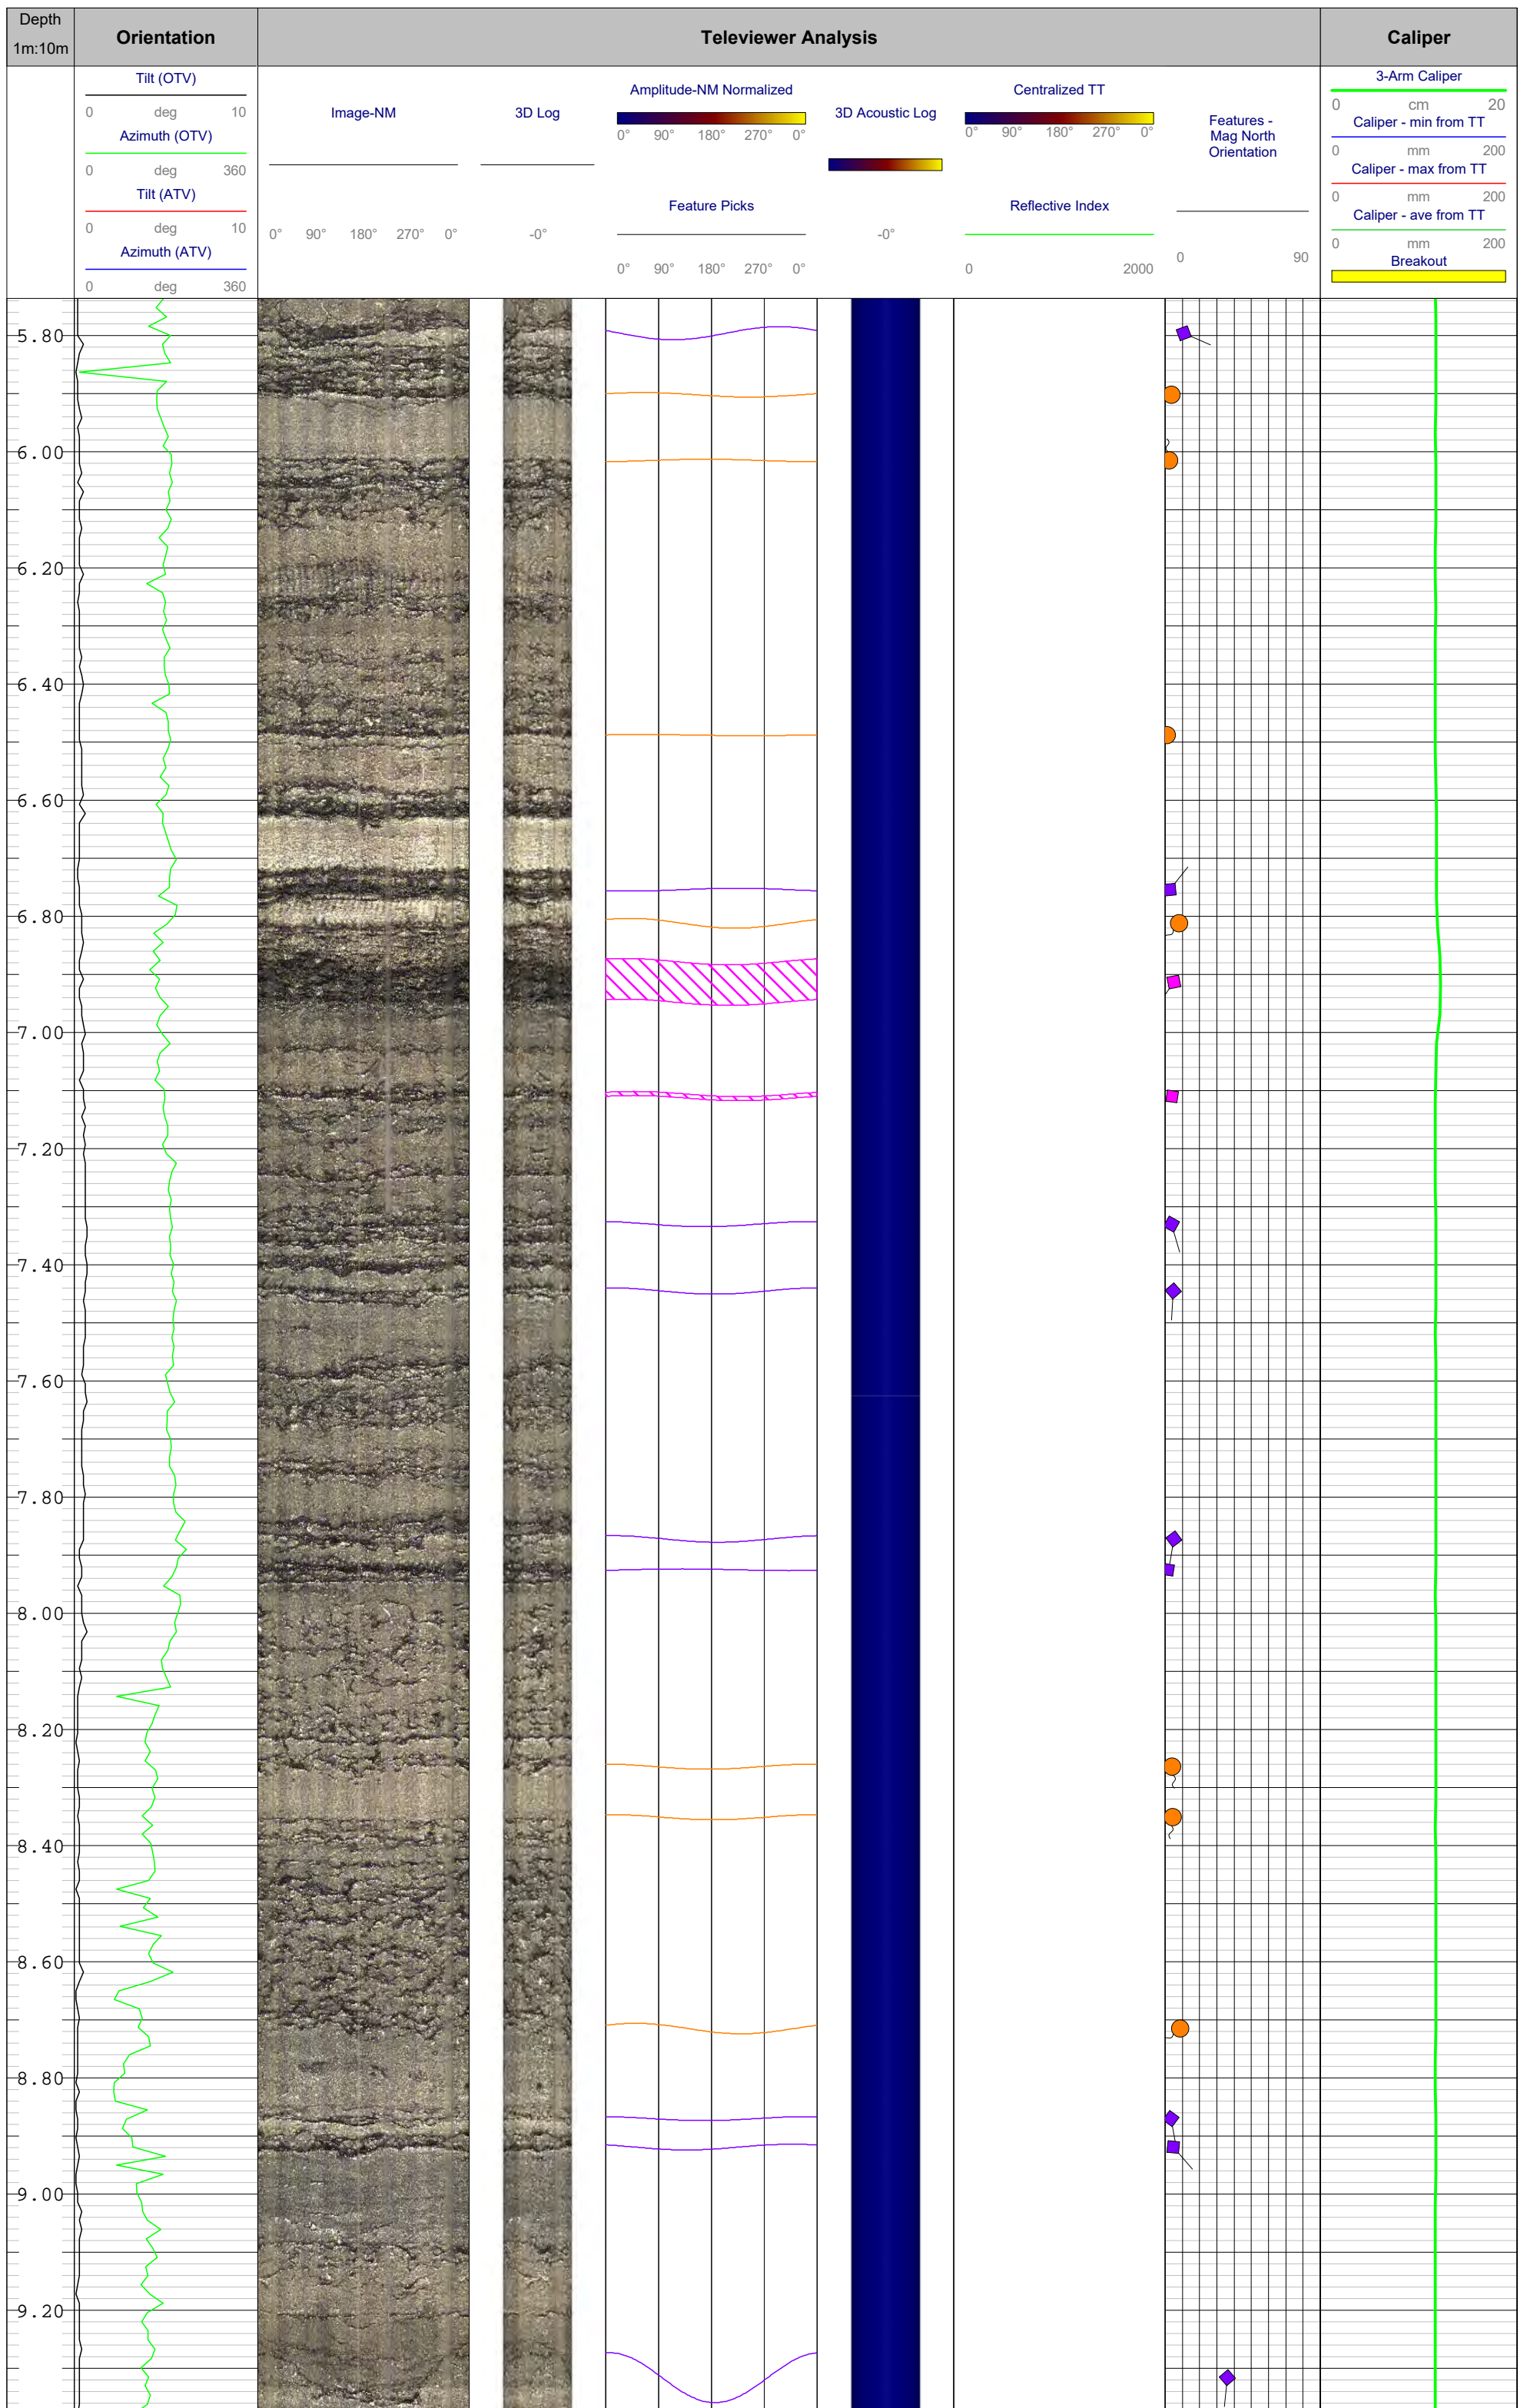 Depth
1m:10m
Orientation
Televiewer Analysis
Caliper
Tilt (OTV)
0 deg 10
Azimuth (OTV)
0 deg 360
Tilt (ATV)
0 deg 10
Azimuth (ATV)
0 deg 360
Image-NM
0° 90° 180° 270° 0°
3D Log
-0°
Amplitude-NM Normalized
0° 90° 180° 270° 0°
Feature Picks
0° 90° 180° 270° 0°
3D Acoustic Log
-0°
Centralized TT
0° 90° 180° 270° 0°
Reflective Index
0 2000
Features -
Mag North
Orientation
0 90
3-Arm Caliper
0 cm 20
Caliper - min from TT
0 mm 200
Caliper - max from TT
0 mm 200
Caliper - ave from TT
0 mm 200
Breakout
5.80
6.00
6.20
6.40
6.60
6.80
7.00
7.20
7.40
7.60
7.80
8.00
8.20
8.40
8.60
8.80
9.00
9.20